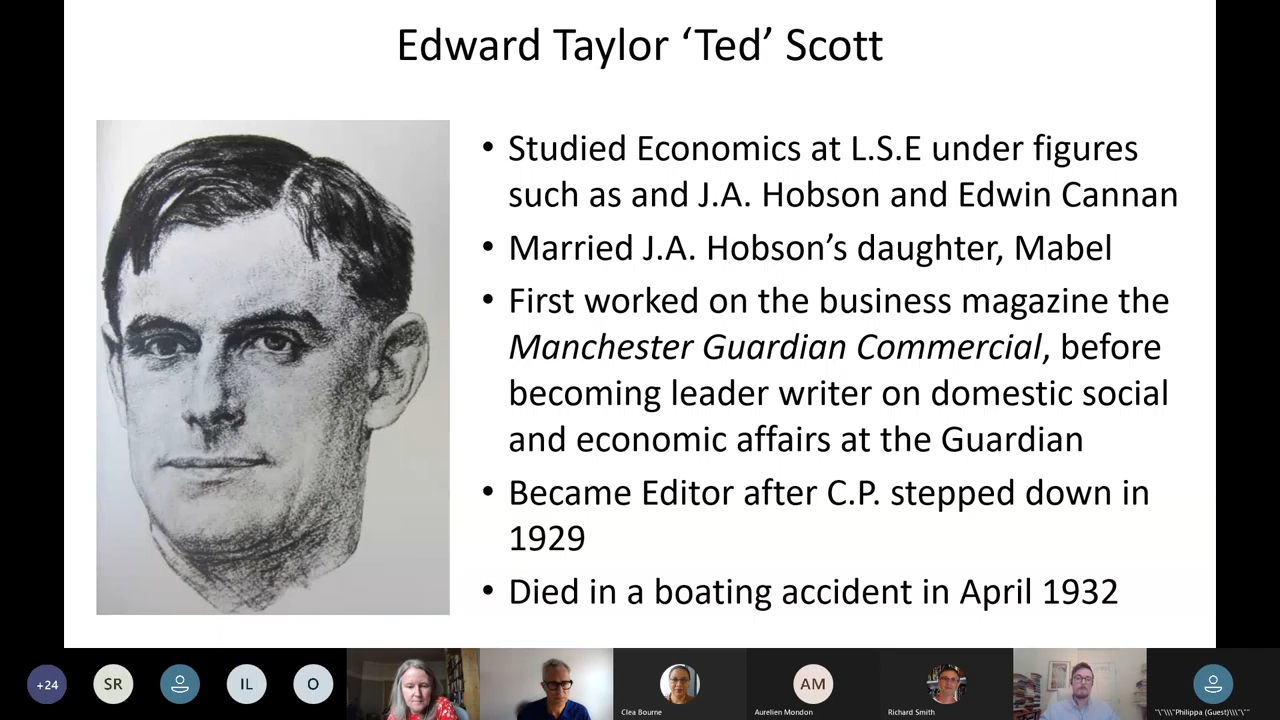 Edward Taylor ‘Ted’ Scott
• Studied Economics at L.S.E under figures
such as and J.A. Hobson and Edwin Cannan
• Married J.A. Hobson’s daughter, Mabel
• First worked on the business magazine the
Manchester Guardian Commercial, before
becoming leader writer on domestic social
and economic affairs at the Guardian
• Became Editor after C.P. stepped down in
1929
• Died in a boating accident in April 1932
+24
SR
IL
O
Clea Bourne
AM
Aurelien Mondon
Richard Smith
"\"\\\"Philippa (Guest)\\\"\""